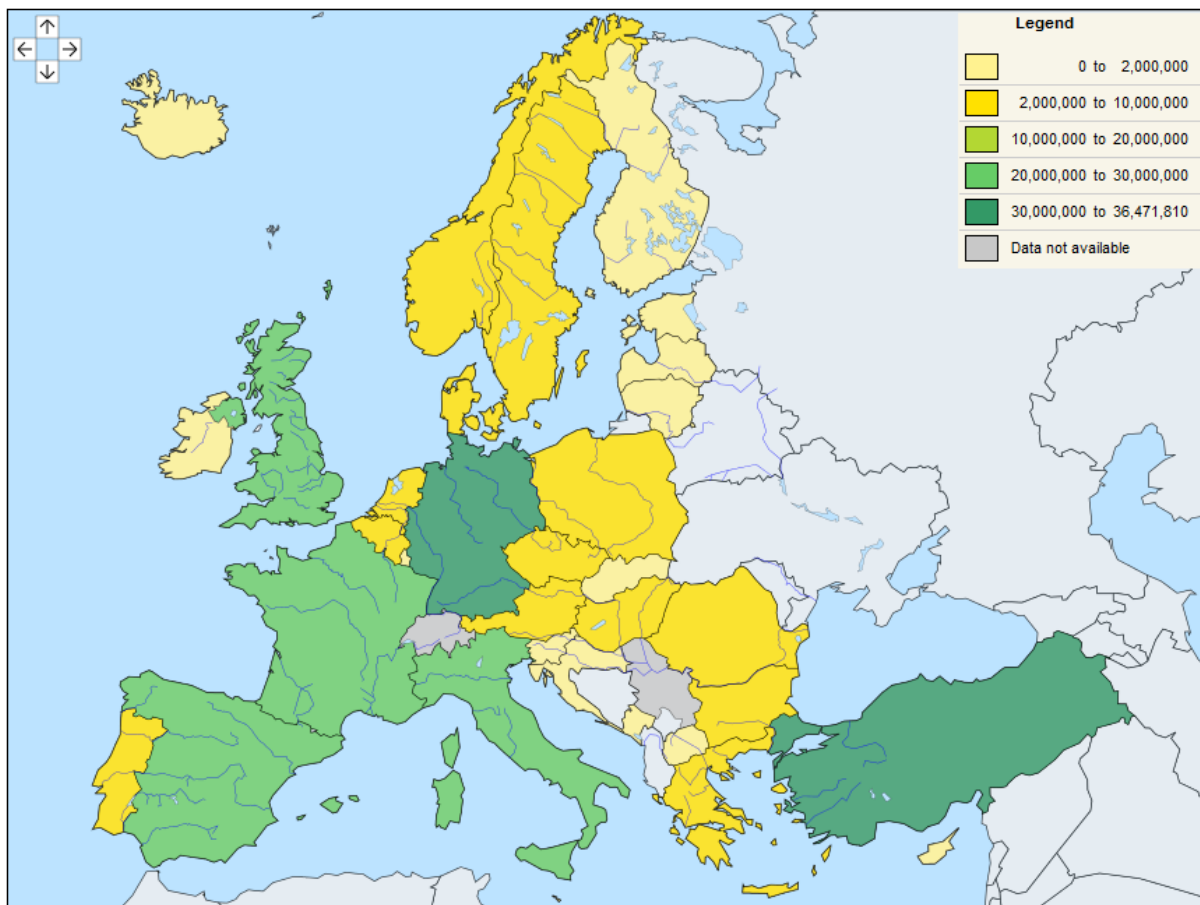 Legend
0 to 2,000,000
2,000,000 to 10,000,000
10,000,000 to 20,000,000
20,000,000 to 30,000,000
30,000,000 to 36,471,810
Data not available